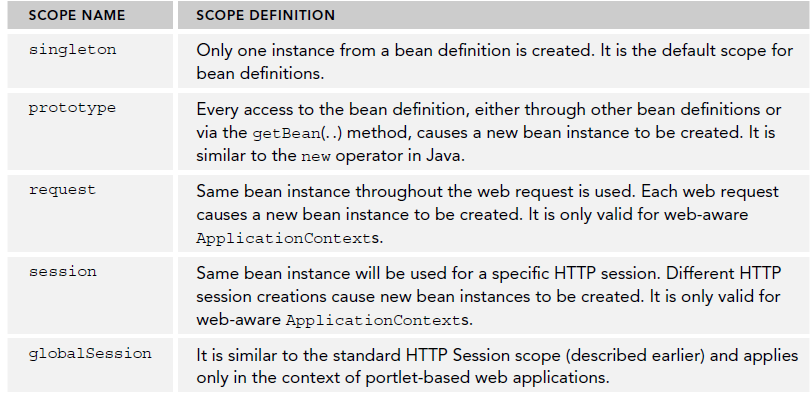 SCOPE NAME SCOPE DEFINITION
singleton Only one instance from a bean definition is created. It is the default scope for
bean definitions.
prototype Every access to the bean definition, either through other bean definitions or
via the getBean(..) method, causes a new bean instance to be created. It is
similar to the new operator in Java.
request Same bean instance throughout the web request is used. Each web request
causes a new bean instance to be created. It is only valid for web-aware
ApplicationContexts.
session Same bean instance will be used for a specific HTTP session. Different HTTP
session creations cause new bean instances to be created. It is only valid for
web-aware ApplicationContexts.
globalSession It is similar to the standard HTTP Session scope (described earlier) and applies
only in the context of portlet-based web applications.